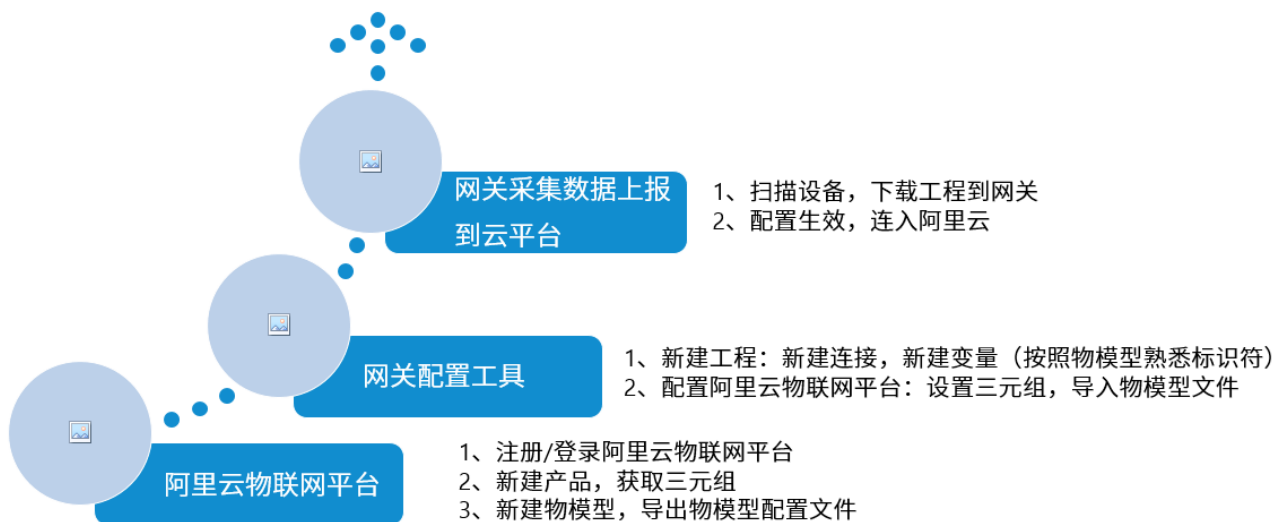 网关采集数据上报
到云平台
1、扫描设备，下载工程到网关
2、配置生效，连入阿里云
网关配置工具
1、新建工程：新建连接，新建变量（按照物模型熟悉标识符）
2、配置阿里云物联网平台：设置三元组，导入物模型文件
阿里云物联网平台
1、注册/登录阿里云物联网平台
2、新建产品，获取三元组
3、新建物模型，导出物模型配置文件